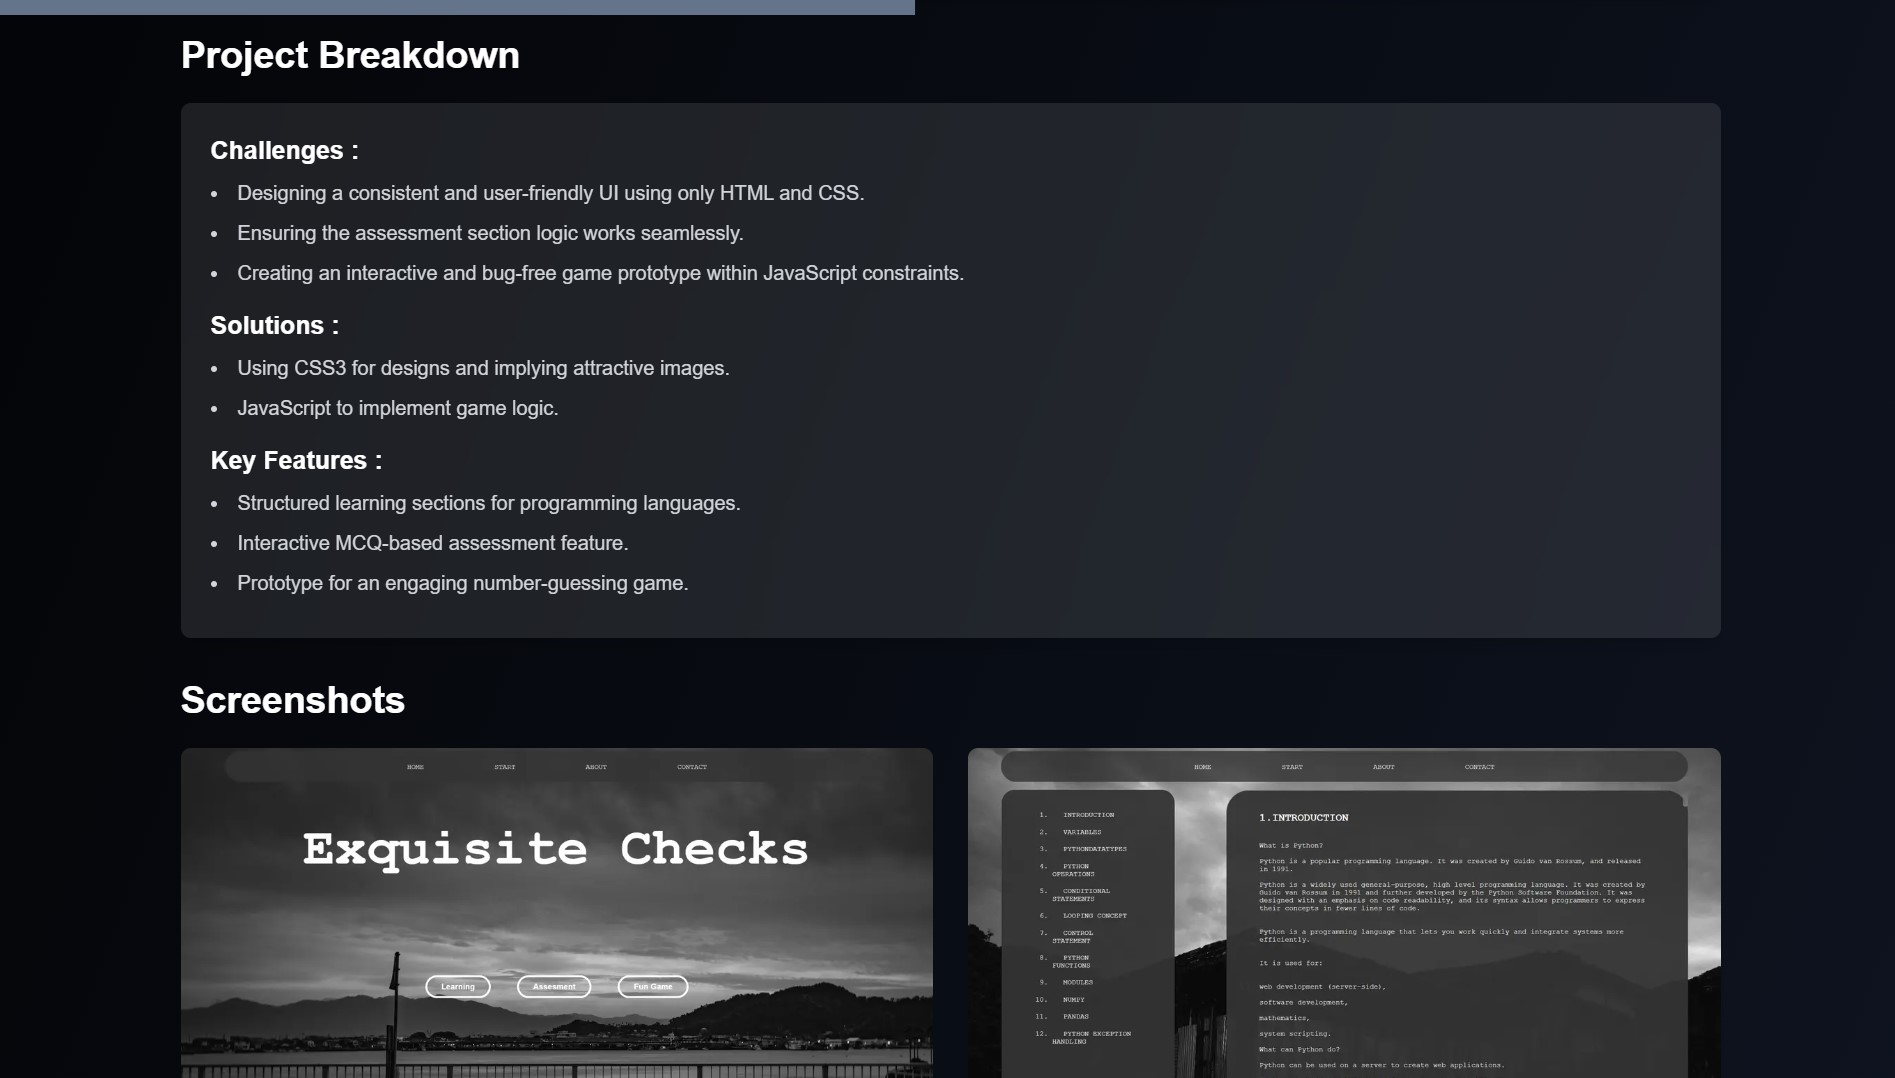 Project Breakdown
Challenges :
• Designing a consistent and user-friendly UI using only HTML and CSS.
• Ensuring the assessment section logic works seamlessly.
• Creating an interactive and bug-free game prototype within JavaScript constraints.
Solutions :
• Using CSS3 for designs and implying attractive images.
• JavaScript to implement game logic.
Key Features :
• Structured learning sections for programming languages.
• Interactive MCQ-based assessment feature.
• Prototype for an engaging number-guessing game.
Screenshots
HOME START ABOUT CONTACT
Exquisite Checks
Learning Assesment Fun Game
HOME START ABOUT CONTACT
1. INTRODUCTION
2. VARIABLES
3. PYTHONDATATYPES
4. PYTHON
OPERATIONS
5. CONDITIONAL
STATEMENTS
6. LOOPING CONCEPT
7. CONTROL
STATEMENT
8. PYTHON
FUNCTIONS
9. MODULES
10. NUMPY
11. PANDAS
12. PYTHON EXCEPTION
HANDLING
1.INTRODUCTION
What is Python?
Python is a popular programming language. It was created by Guido van Rossum, and released
in 1991.
Python is a widely used general-purpose, high level programming language. It was created by
Guido van Rossum in 1991 and further developed by the Python Software Foundation. It was
designed with an emphasis on code readability, and its syntax allows programmers to express
their concepts in fewer lines of code.
Python is a programming language that lets you work quickly and integrate systems more
efficiently.
It is used for:
web development (server-side),
software development,
mathematics,
system scripting.
What can Python do?
Python can be used on a server to create web applications.